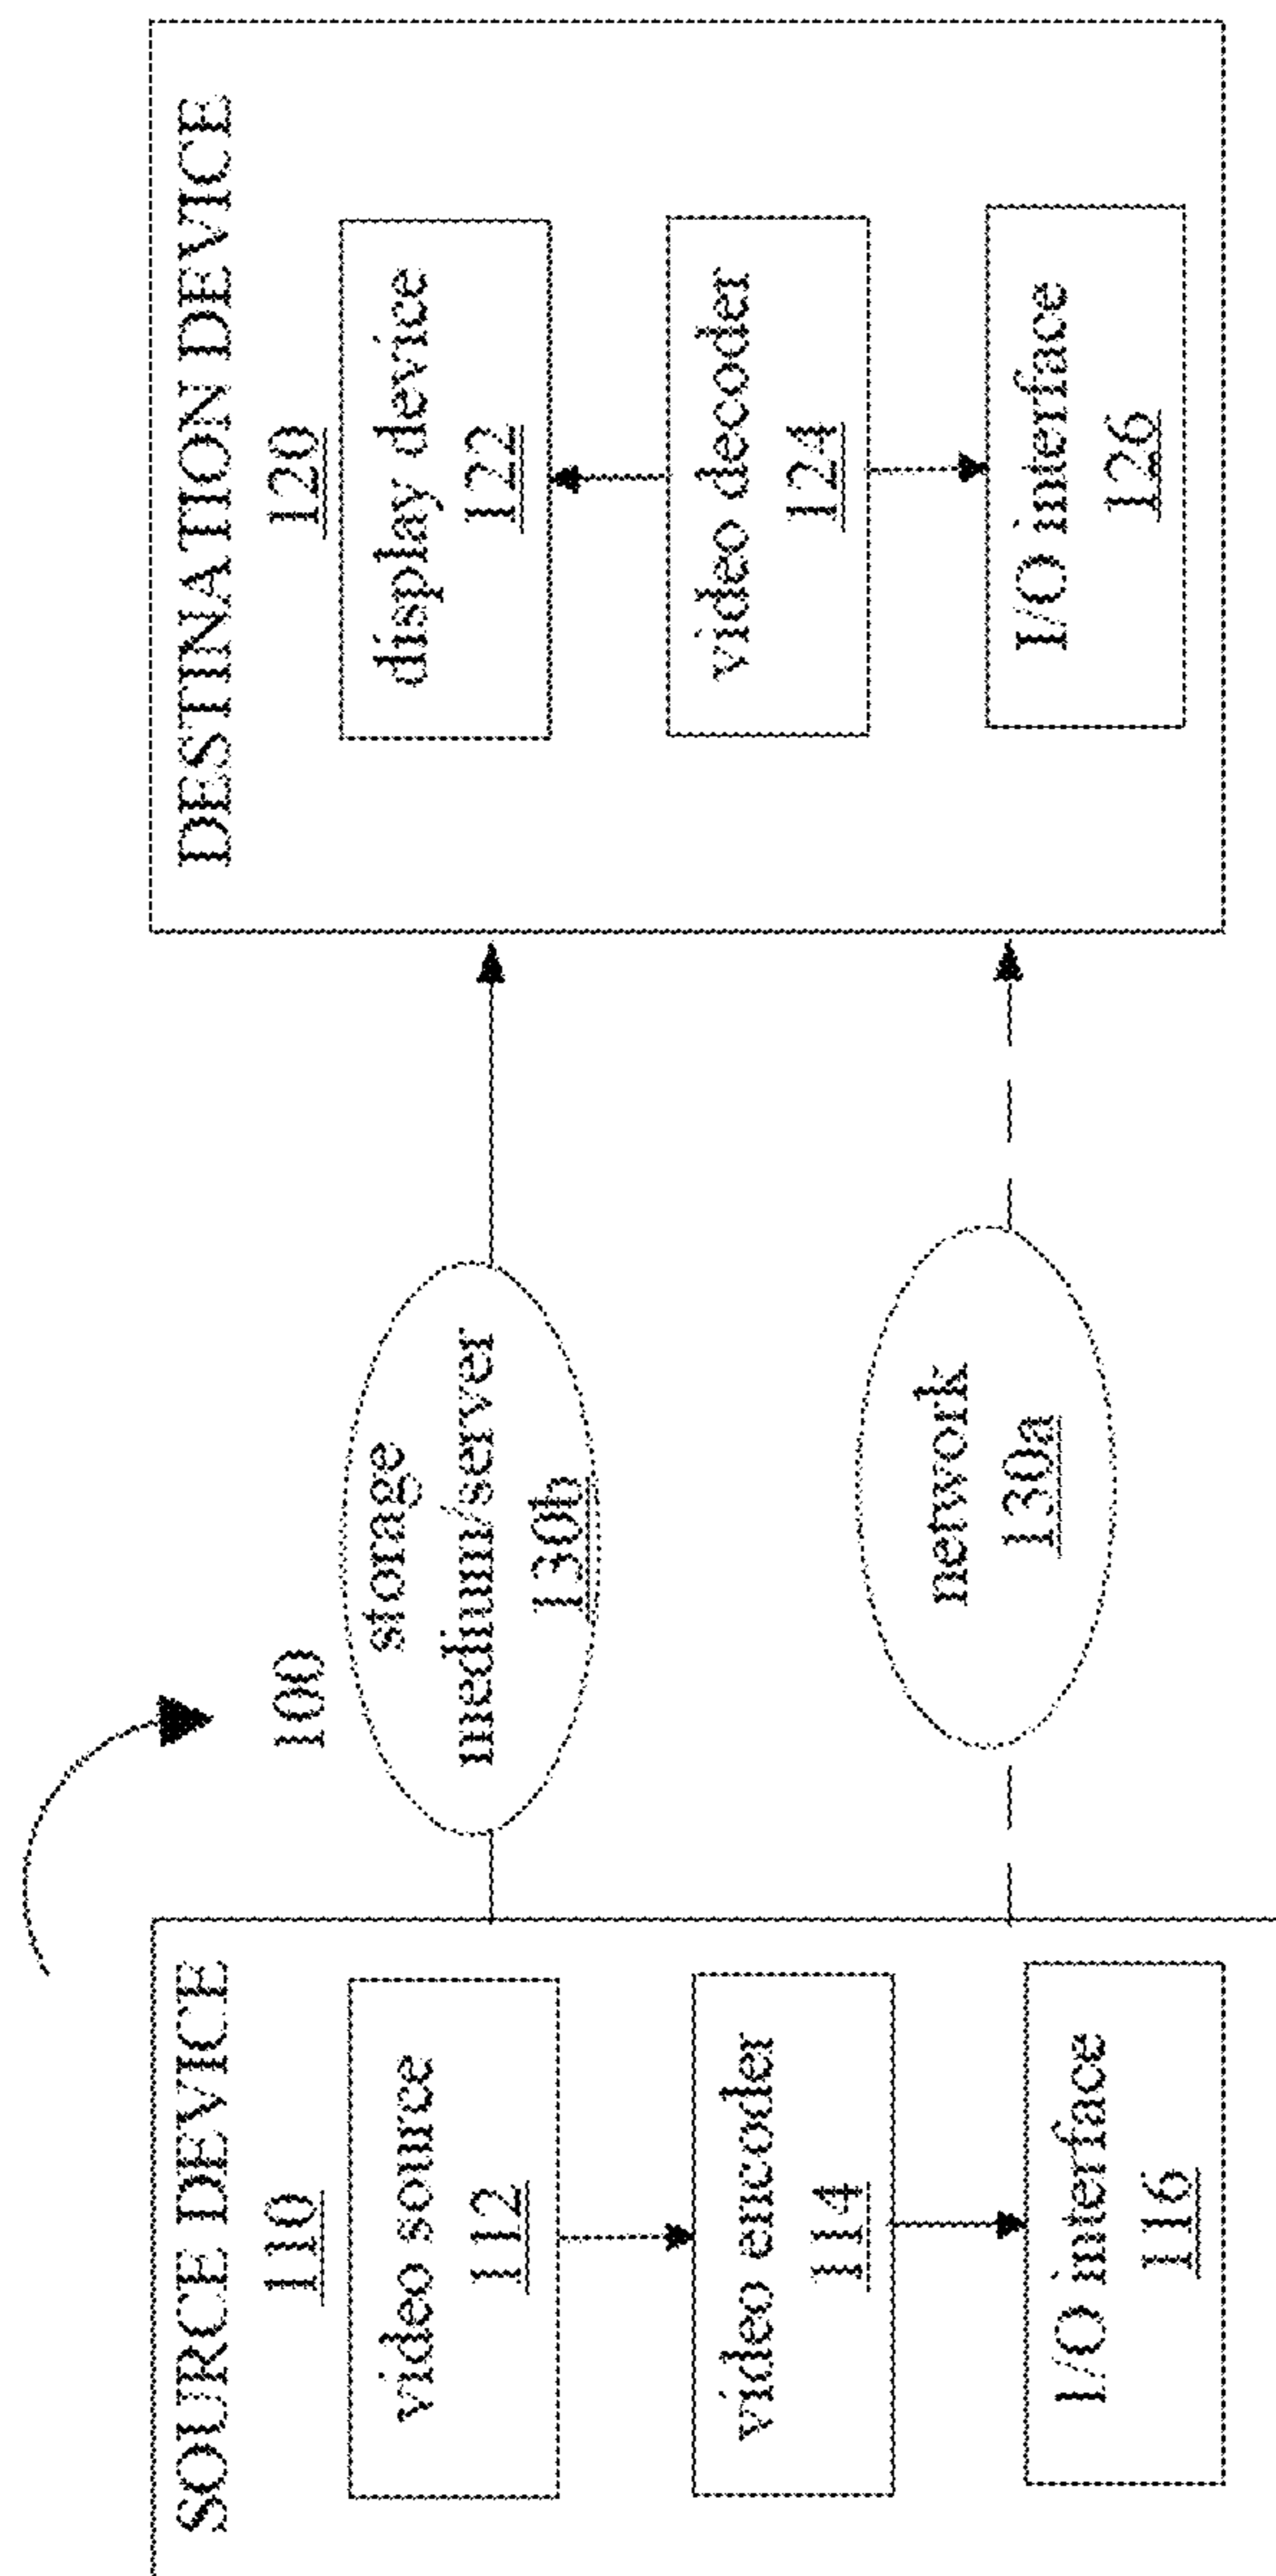 100
SOURCE DEVICE
110
video source
112
video encoder
114
I/O interface
116
storage
medium/server
130b
network
130a
DESTINATION DEVICE
120
display device
122
video decoder
124
I/O interface
126